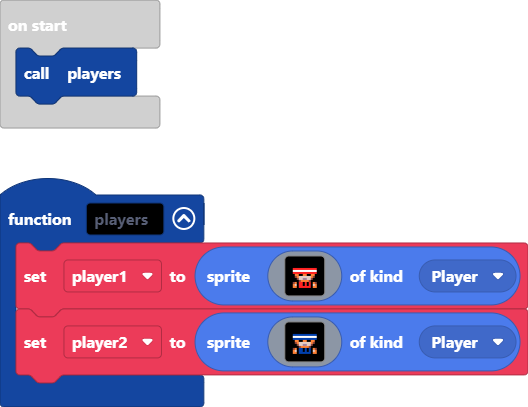 on start
call players
function players
set player1 to sprite of kind Player
set player2 to sprite of kind Player